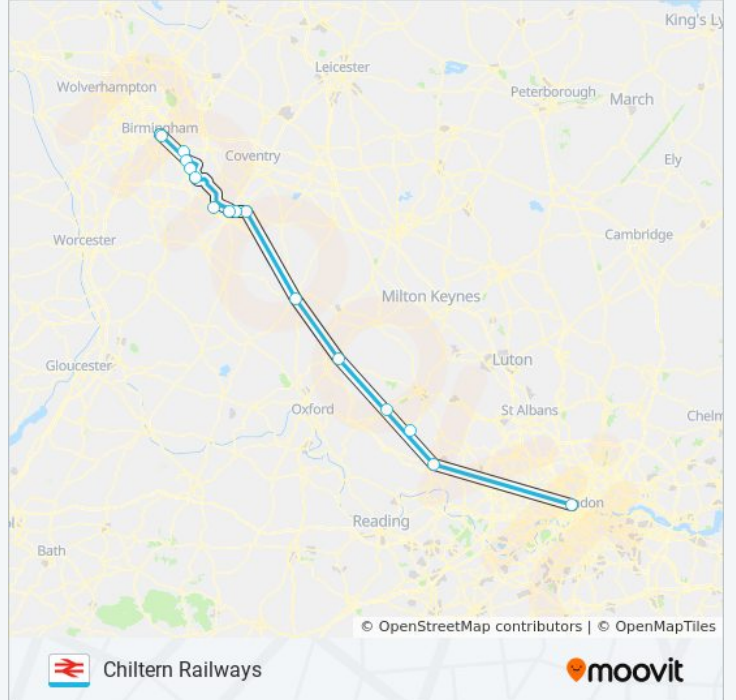 King's Ly
Leicester
Wolverhampton
Peterborough
March
Birmingham
Coventry
Ely
Worcester
Cambridge
Milton Keynes
Gloucester
Luton
Oxford
St Albans
Chelm
don
Reading
Bath
© OpenStreetMap contributors | © OpenMapTiles
Chiltern Railways
moovit